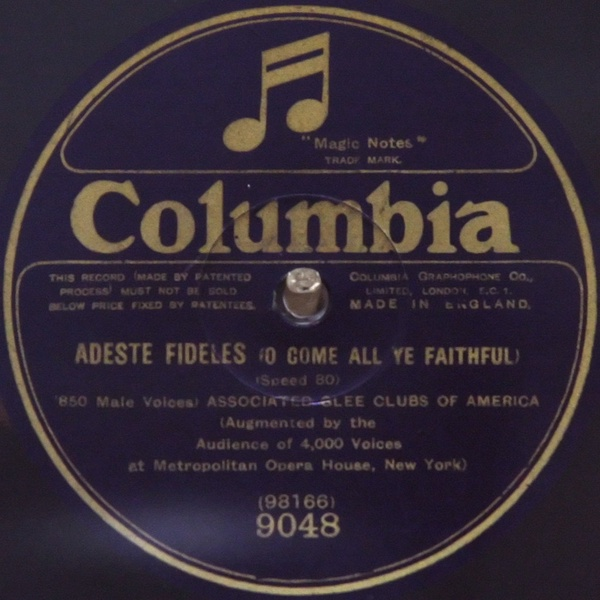 "Magic Notes"
TRADE MARK.
Columbia
THIS RECORD (MADE BY PATENTED
PROCESS) MUST NOT BE SOLD
BELOW PRICE FIXED BY PATENTEES.
COLUMBIA GRAPHOPHONE CO.,
LIMITED, LONDON. E.C.1.
MADE IN ENGLAND.
ADESTE FIDELES (O COME ALL YE FAITHFUL)
(Speed 80)
(850 Male Voices) ASSOCIATED GLEE CLUBS OF AMERICA
(Augmented by the
Audience of 4,000 Voices
at Metropolitan Opera House, New York)
(98166)
9048